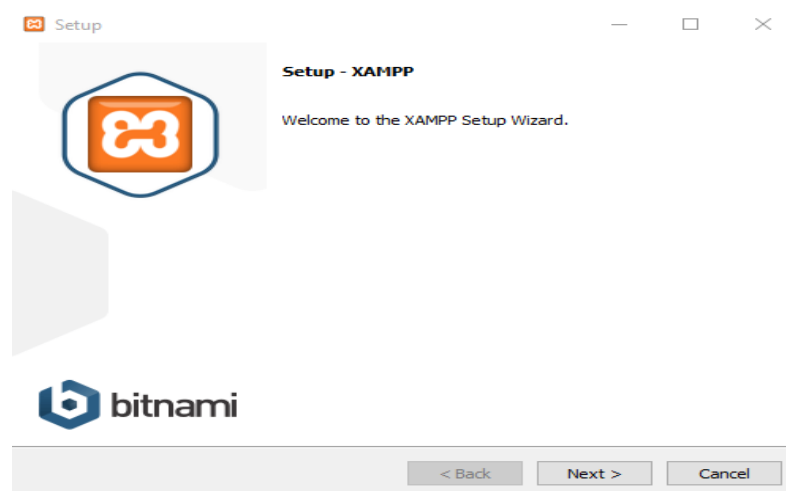 Setup
Setup - XAMPP
Welcome to the XAMPP Setup Wizard.
bitnami
< Back
Next >
Cancel